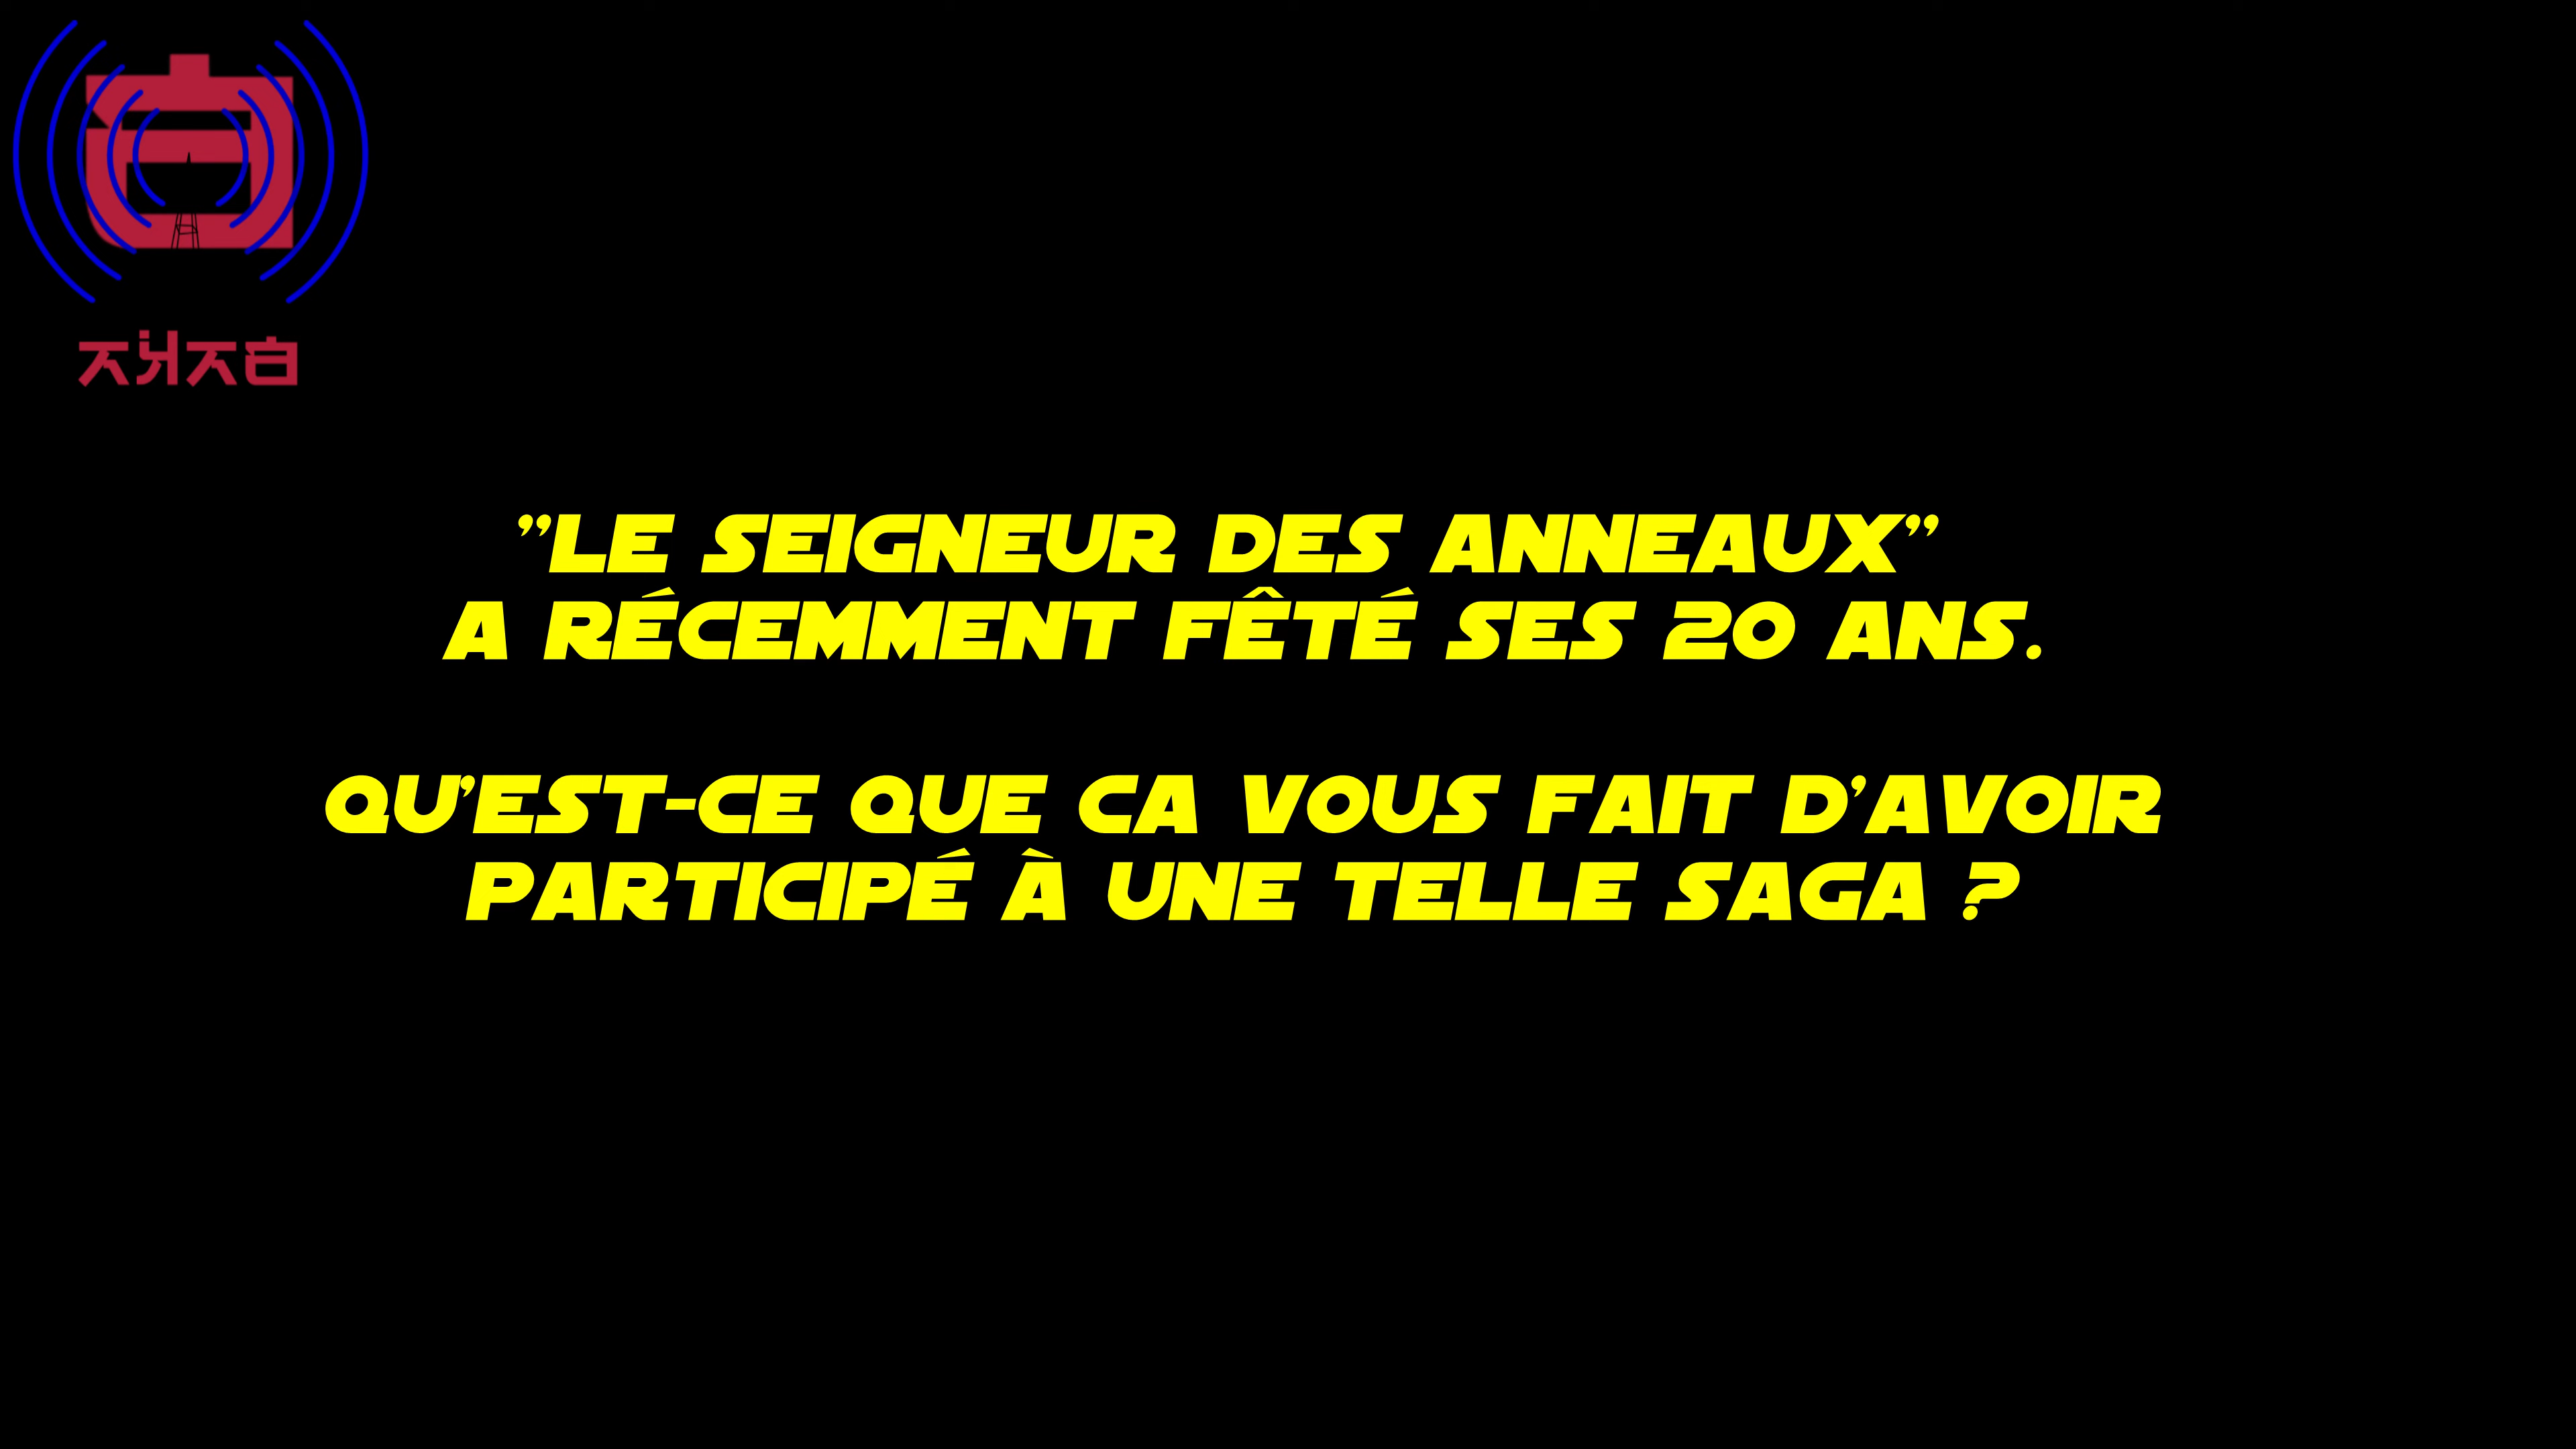 ”LE SEIGNEUR DES ANNEAUX”
A RÉCEMMENT FÊTÉ SES 20 ANS.
QU’EST-CE QUE CA VOUS FAIT D’AVOIR
PARTICIPÉ À UNE TELLE SAGA ?